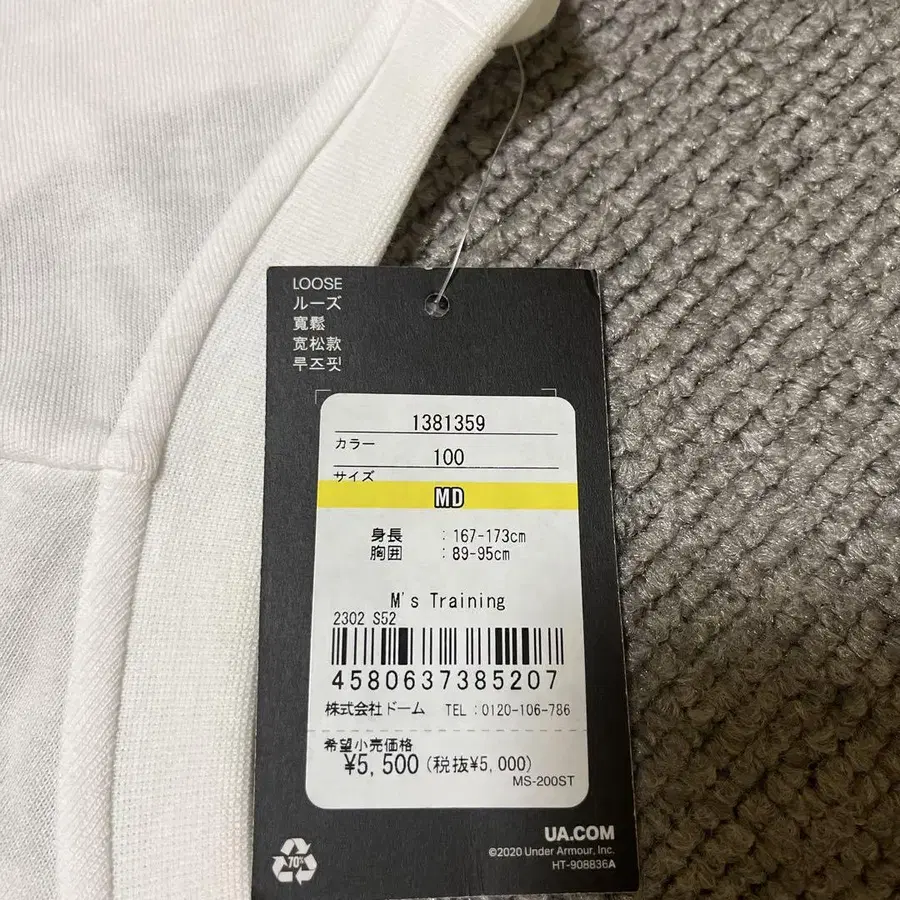 LOOSE
ルーズ
寬鬆
宽松款
루즈핏
1381359
カラー
100
サイズ
MD
身長 : 167-173cm
胸囲 : 89-95cm
M's Training
2302 S52
4580637385207
株式会社ドーム TEL:0120-106-786
希望小売価格
¥5,500(税抜¥5,000)
MS-200ST
UA.COM
©2020 Under Armour, Inc.
HT-908836A
70%